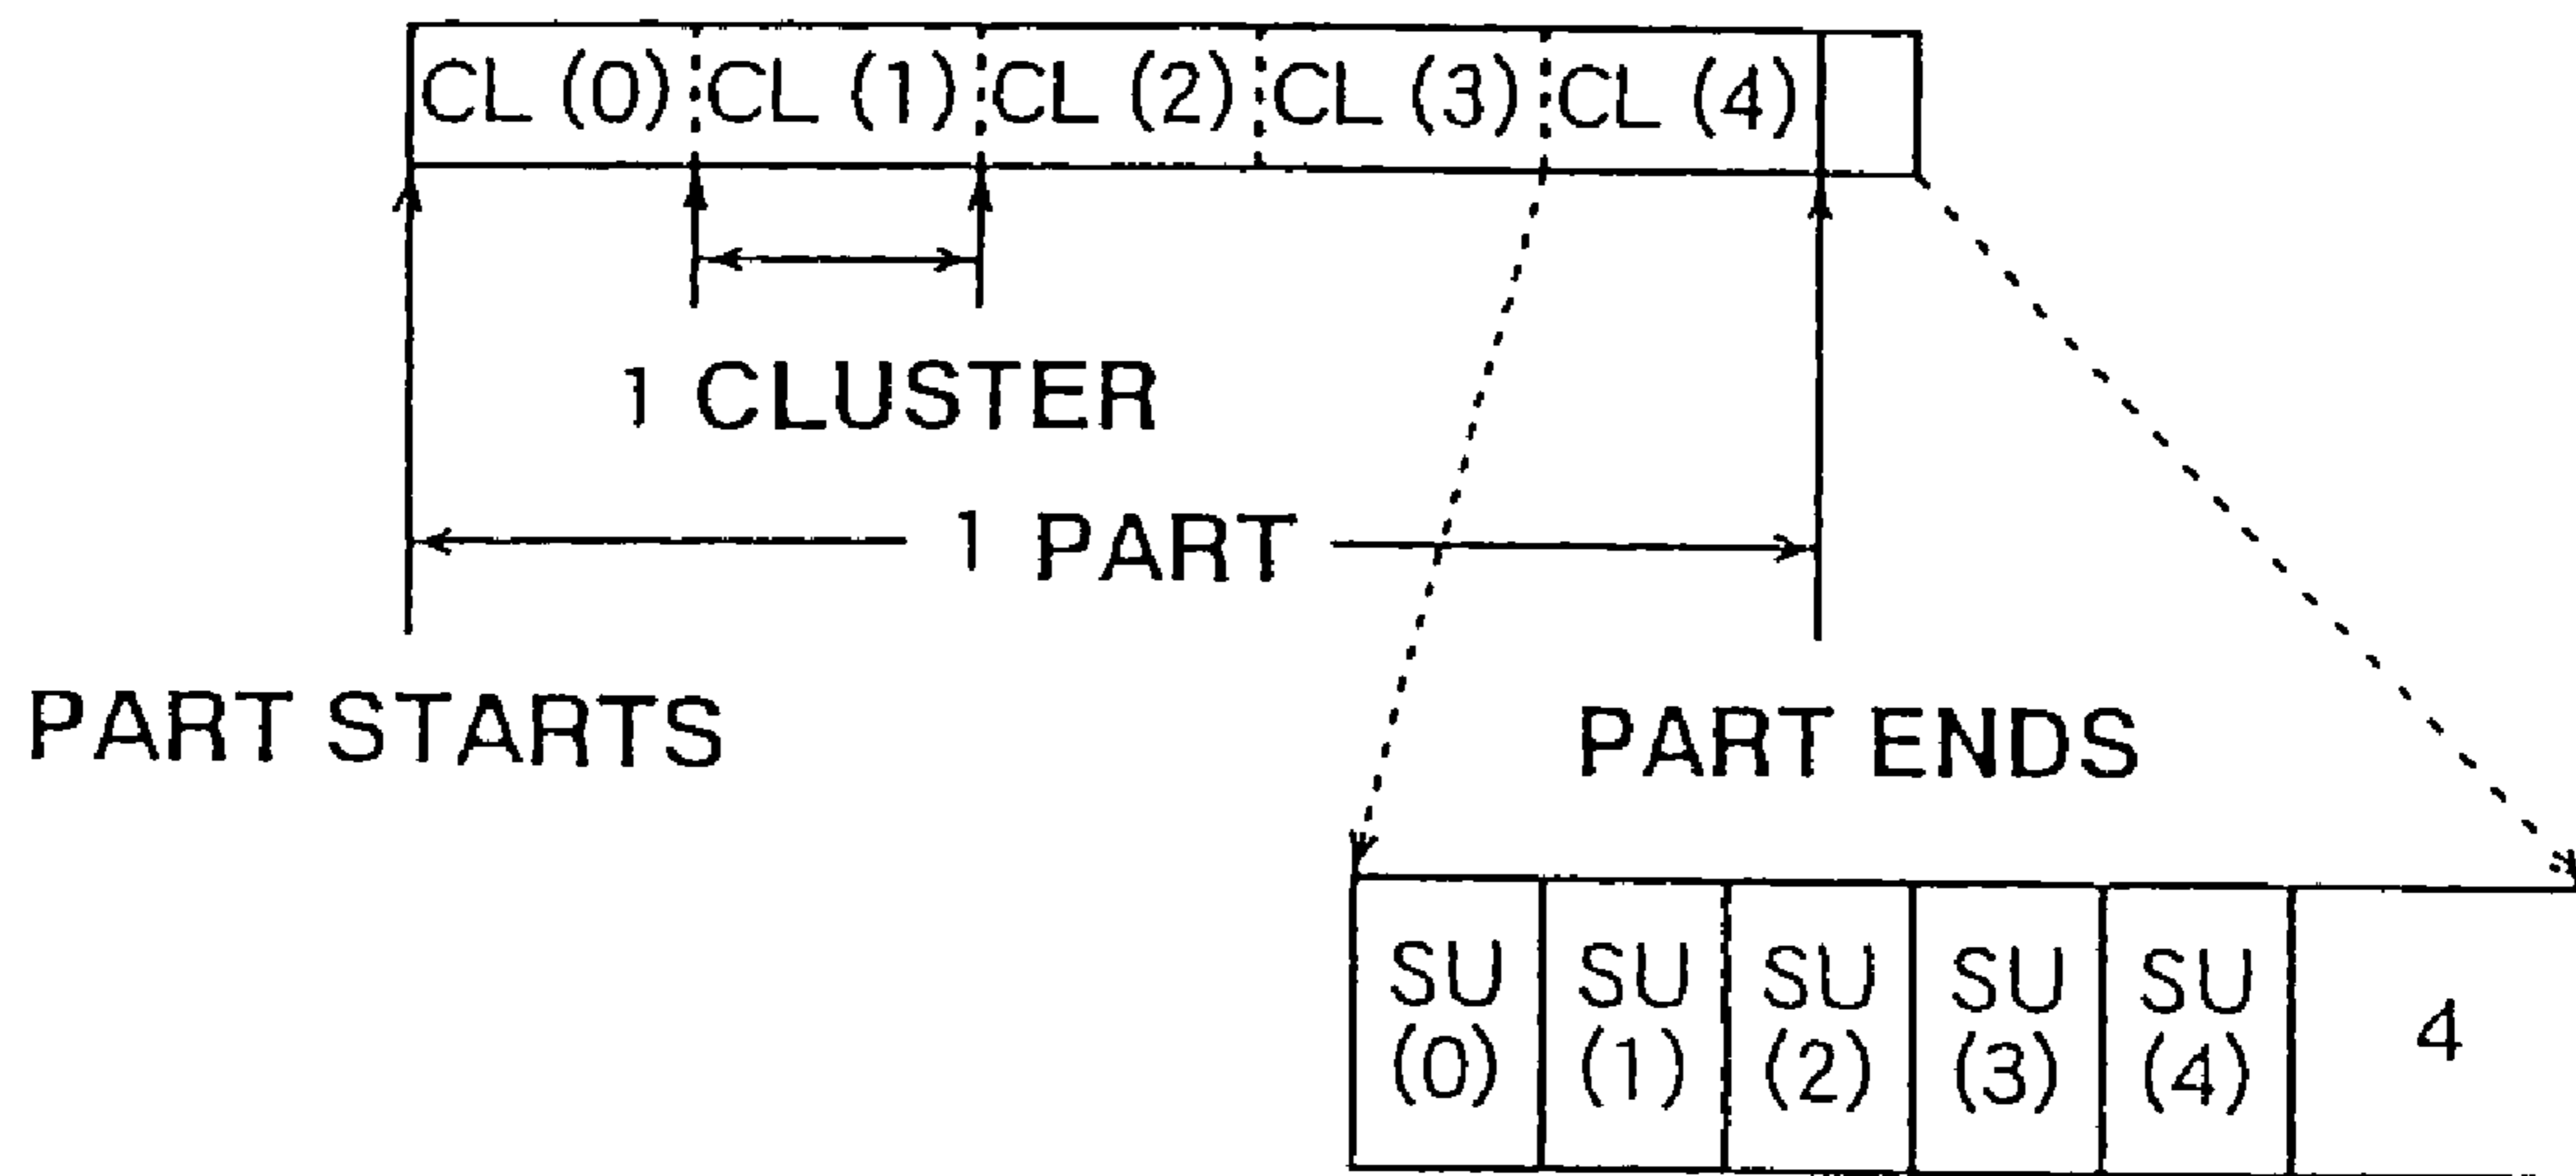 CL (0) CL (1) CL (2) CL (3) CL (4)
1 CLUSTER
1 PART
PART STARTS
PART ENDS
SU (0) SU (1) SU (2) SU (3) SU (4) 4